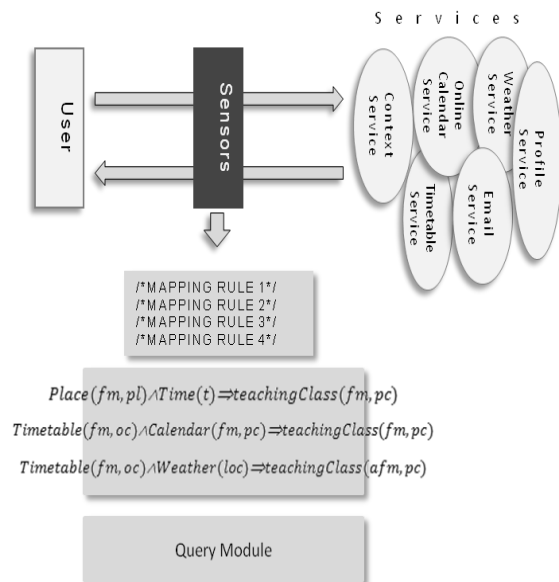 Services
User
Sensors
Context
Service
Online
Calendar
Service
Weather
Service
Profile
Service
Timetable
Service
Email
Service
/*MAPPING RULE 1*/
/*MAPPING RULE 2*/
/*MAPPING RULE 3*/
/*MAPPING RULE 4*/
Place(fm,pl)∧Time(t)⇒teachingClass(fm,pc)
Timetable(fm,oc)∧Calendar(fm,pc)⇒teachingClass(fm,pc)
Timetable(fm,oc)∧Weather(loc)⇒teachingClass(afm,pc)
Query Module